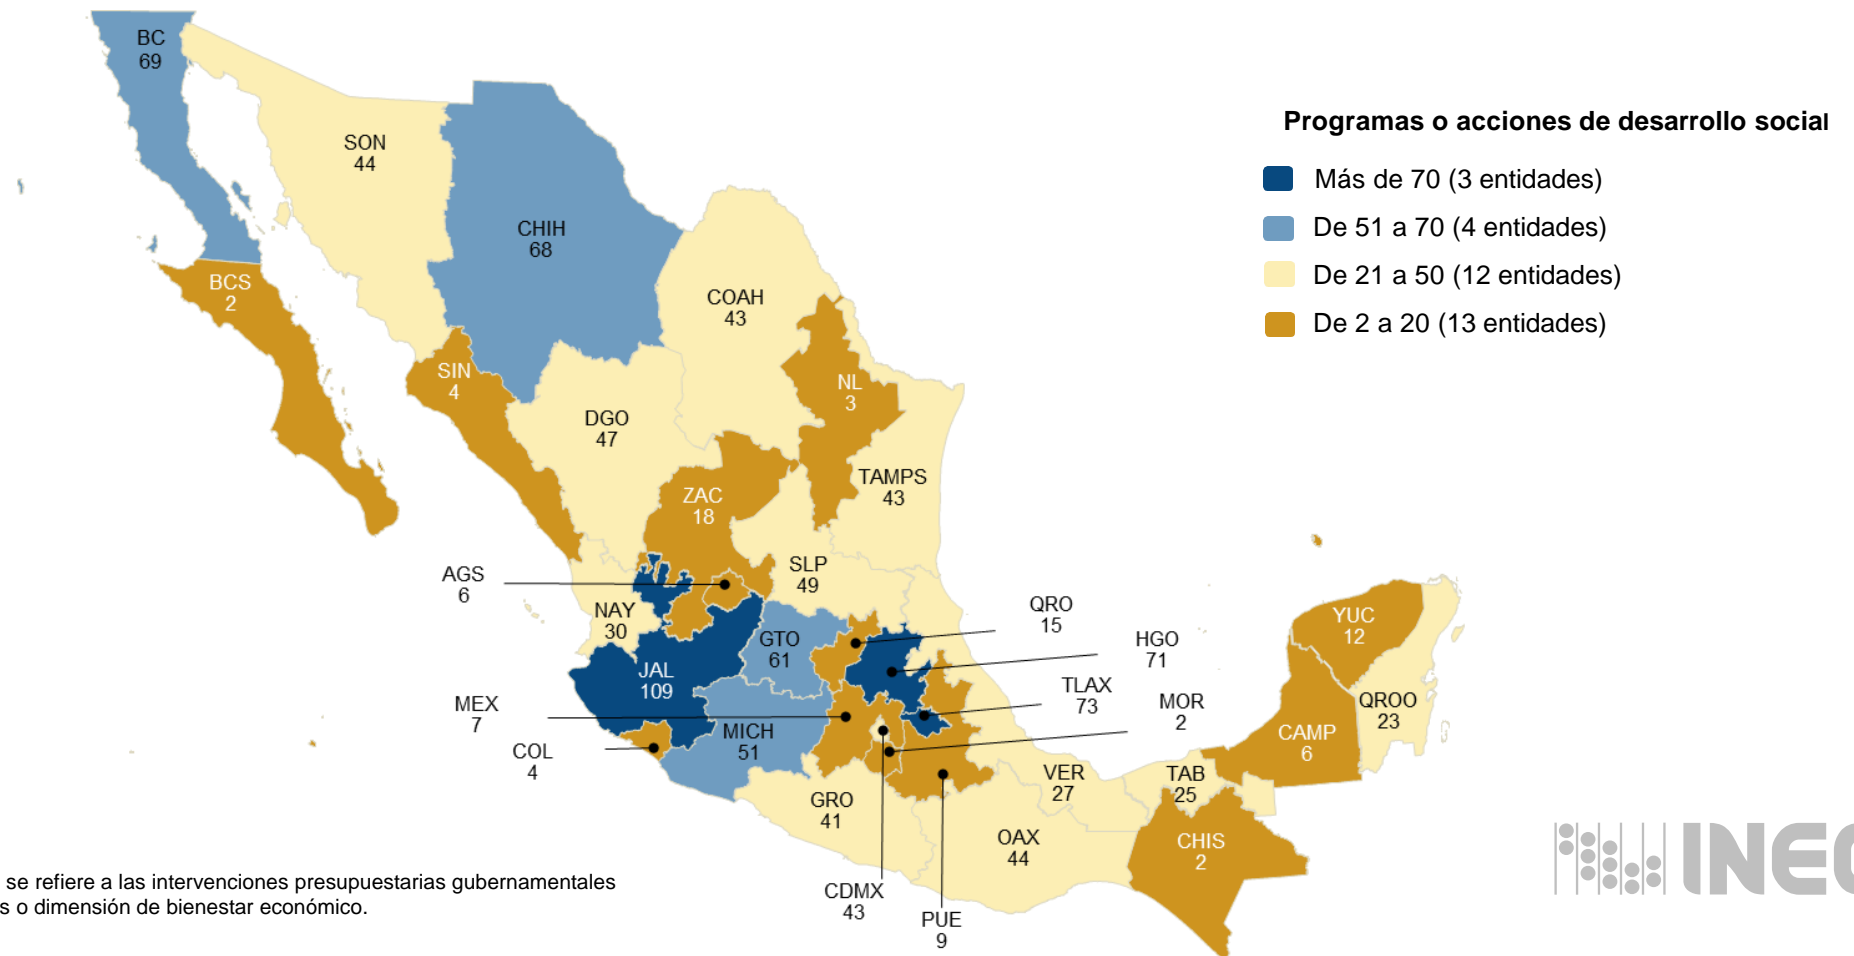 BC
69
SON
44
CHIH
68
BCS
2
COAH
43
SIN
4
NL
3
DGO
47
TAMPS
43
ZAC
18
SLP
49
AGS
6
NAY
30
GTO
61
JAL
109
MEX
7
COL
4
MICH
51
QRO
15
HGO
71
TLAX
73
MOR
2
YUC
12
QROO
23
CAMP
6
VER
27
TAB
25
GRO
41
OAX
44
CHIS
2
CDMX
43
PUE
9
Programas o acciones de desarrollo social
Más de 70 (3 entidades)
De 51 a 70 (4 entidades)
De 21 a 50 (12 entidades)
De 2 a 20 (13 entidades)
se refiere a las intervenciones presupuestarias gubernamentales
s o dimensión de bienestar económico.
INEG